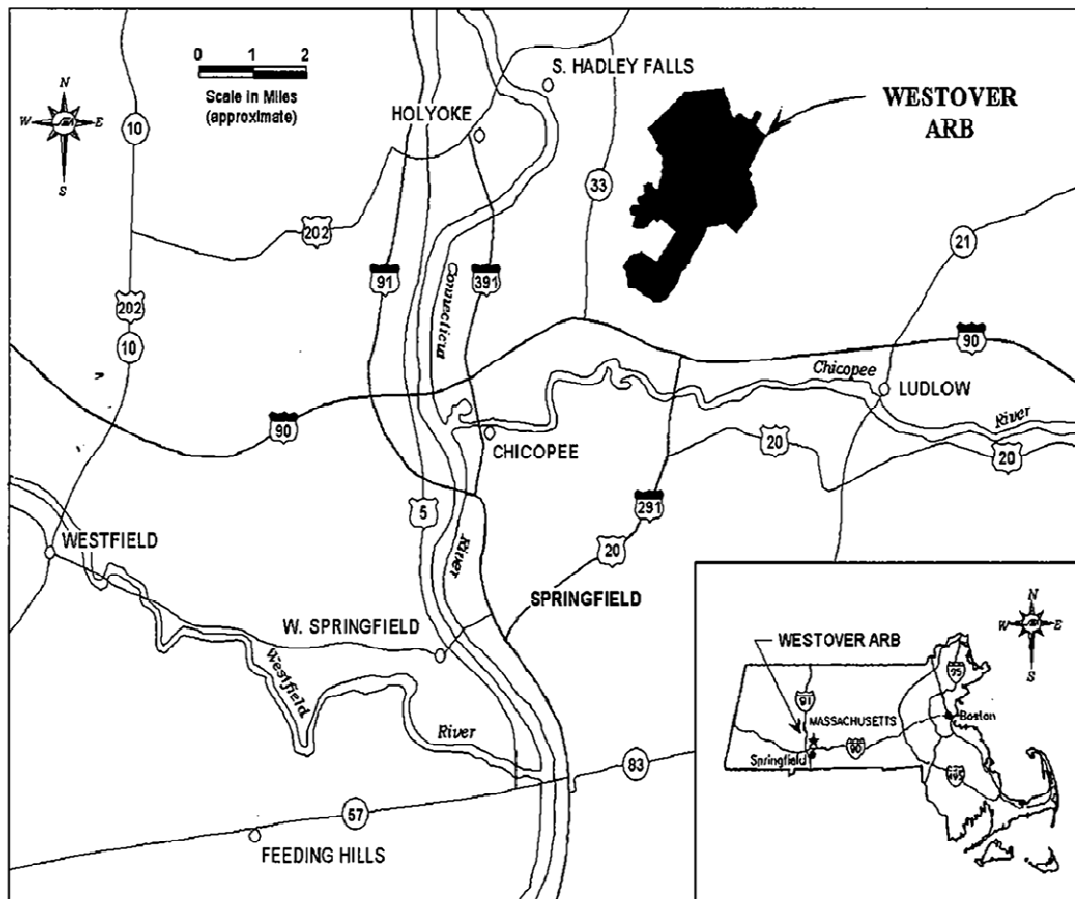 0 1 2
Scale in Miles
(approximate)
N
W E
S
10
S. HADLEY FALLS
HOLYOKE
WESTOVER
ARB
33
202
21
91
391
Connecticut
202
10
90
Chicopee
LUDLOW
River
90
CHICOPEE
20
20
291
5
WESTFIELD
River
20
SPRINGFIELD
W. SPRINGFIELD
Westfield
River
83
57
FEEDING HILLS
N
W E
S
WESTOVER ARB
95
91
MASSACHUSETTS
Boston
90
Springfield
495